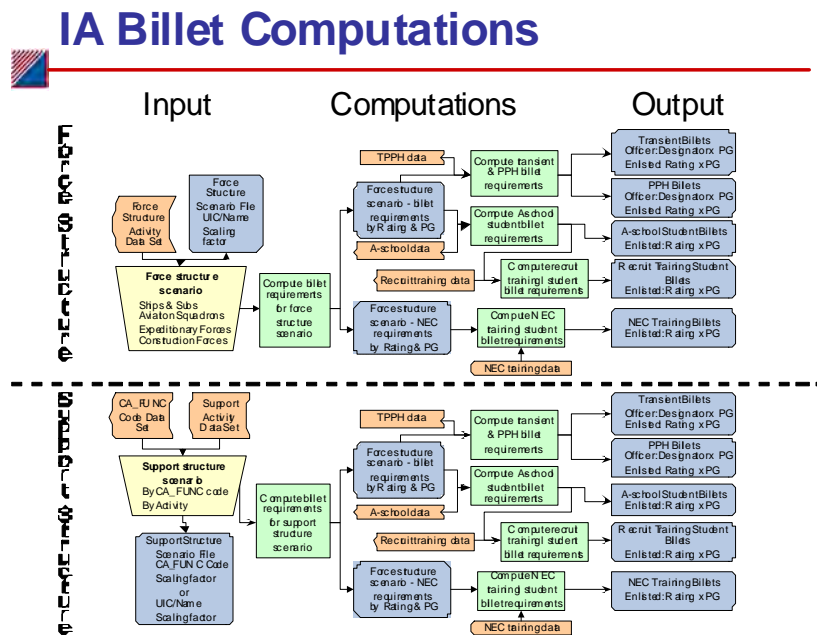 IA Billet Computations
Input
Computations
Output
Force Structure
Force
Structure
Activity
Data Set
Force
Structure
Scenario File
UIC/Name
Scaling
factor
Force structure
scenario
Ships & Subs
Aviation Squadrons
Expeditionary Forces
Construction Forces
Compute billet
requirements
for force
structure
scenario
TPPH data
Force structure
scenario - billet
requirements
by Rating & PG
A-school data
Recruit training data
Force structure
scenario - NEC
requirements
by Rating & PG
Compute transient
& PPH billet
requirements
Compute A school
student billet
requirements
Compute recruit
training l student
billet requirements
Compute NEC
training l student
billet requirements
NEC training data
Transient Billets
Officer: Designator x PG
Enlisted Rating x PG
PPH Billets
Officer: Designator x PG
Enlisted Rating x PG
A-school Student Billets
Enlisted: Rating x PG
Recruit Training Student
Billets
Enlisted: Rating x PG
NEC Training Billets
Enlisted: Rating x PG
Support Structure
CA_FUNC
Code Data
Set
Support
Activity
Data Set
Support structure
scenario
By CA_FUNC code
By Activity
Support Structure
Scenario File
CA_FUNC Code
Scaling factor
or
UIC/Name
Scaling factor
Compute billet
requirements
for support
structure
scenario
TPPH data
Force structure
scenario - billet
requirements
by Rating & PG
A-school data
Recruit training data
Force structure
scenario - NEC
requirements
by Rating & PG
Compute transient
& PPH billet
requirements
Compute A school
student billet
requirements
Compute recruit
training l student
billet requirements
Compute NEC
training l student
billet requirements
NEC training data
Transient Billets
Officer: Designator x PG
Enlisted Rating x PG
PPH Billets
Officer: Designator x PG
Enlisted Rating x PG
A-school Student Billets
Enlisted: Rating x PG
Recruit Training Student
Billets
Enlisted: Rating x PG
NEC Training Billets
Enlisted: Rating x PG